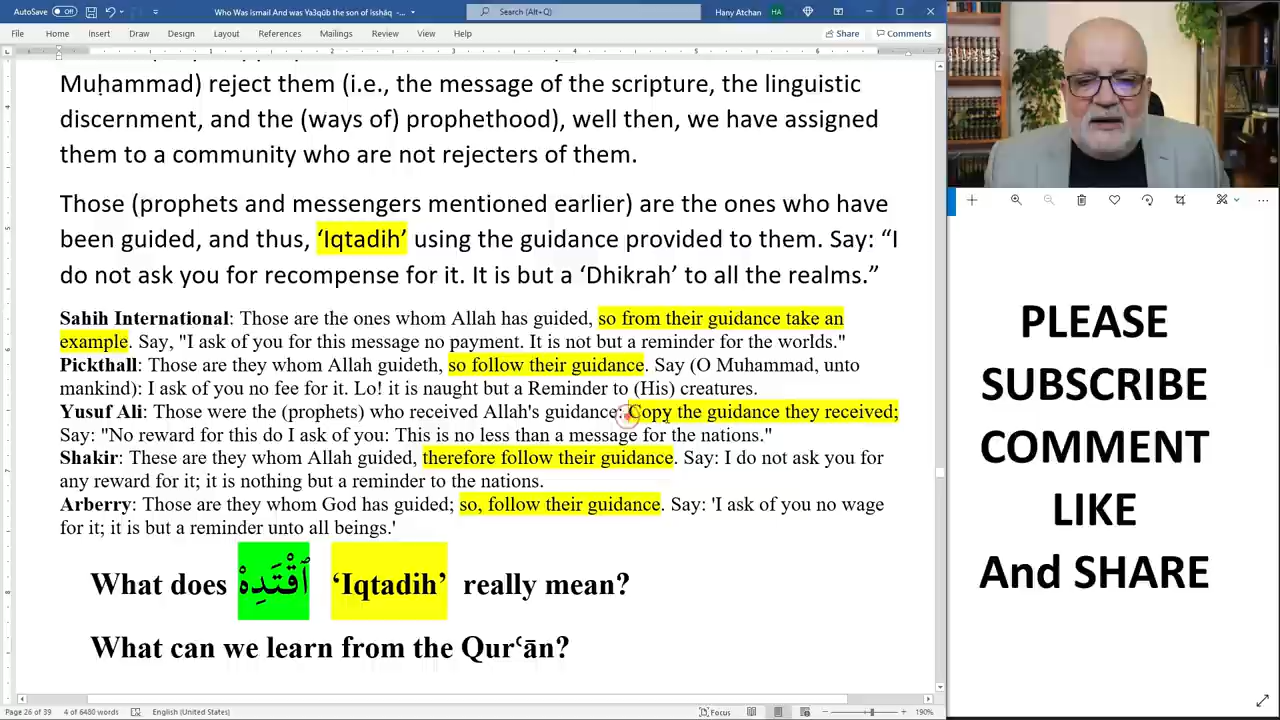 AutoSave Off Who Was ismail And was Ya3qūb the son of isshāq -... Search (Alt+Q) Hany Atchan HA
File Home Insert Draw Design Layout References Mailings Review View Help Share Comments
Muḥammad) reject them (i.e., the message of the scripture, the linguistic
discernment, and the (ways of) prophethood), well then, we have assigned
them to a community who are not rejecters of them.
Those (prophets and messengers mentioned earlier) are the ones who have
been guided, and thus, ‘Iqtadih’ using the guidance provided to them. Say: “I
do not ask you for recompense for it. It is but a ‘Dhikrah’ to all the realms.”
Sahih International: Those are the ones whom Allah has guided, so from their guidance take an
example. Say, "I ask of you for this message no payment. It is not but a reminder for the worlds."
Pickthall: Those are they whom Allah guideth, so follow their guidance. Say (O Muhammad, unto
mankind): I ask of you no fee for it. Lo! it is naught but a Reminder to (His) creatures.
Yusuf Ali: Those were the (prophets) who received Allah's guidance: Copy the guidance they received;
Say: "No reward for this do I ask of you: This is no less than a message for the nations."
Shakir: These are they whom Allah guided, therefore follow their guidance. Say: I do not ask you for
any reward for it; it is nothing but a reminder to the nations.
Arberry: Those are they whom God has guided; so, follow their guidance. Say: 'I ask of you no wage
for it; it is but a reminder unto all beings.'
What does ٱقْتَدِهْ ‘Iqtadih’ really mean?
What can we learn from the Qurʿān?
Page 26 of 39 4 of 6480 words English (United States) Focus 190%
PLEASE
SUBSCRIBE
COMMENT
LIKE
And SHARE